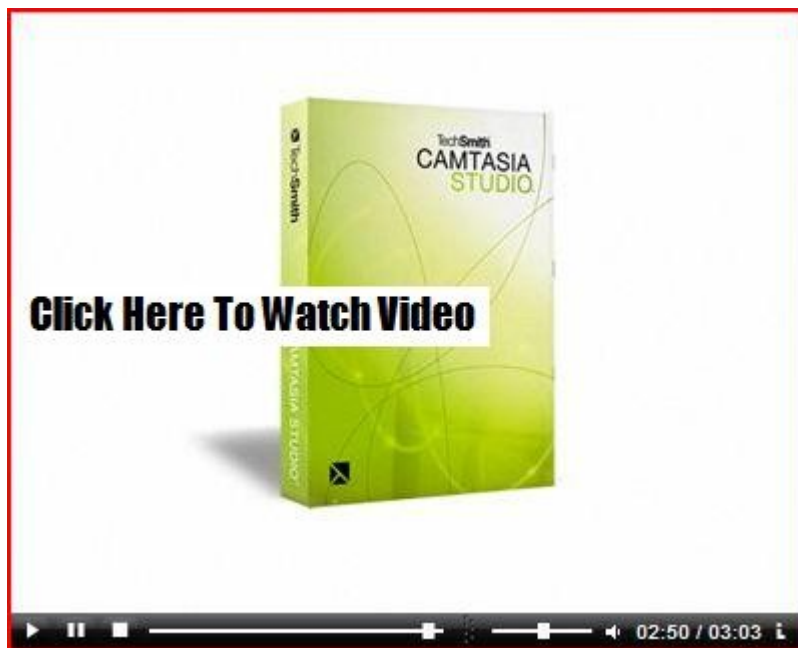 TechSmith
CAMTASIA
STUDIO
TechSmith
Click Here To Watch Video
CAMTASIA STUDIO
02:50 / 03:03 i